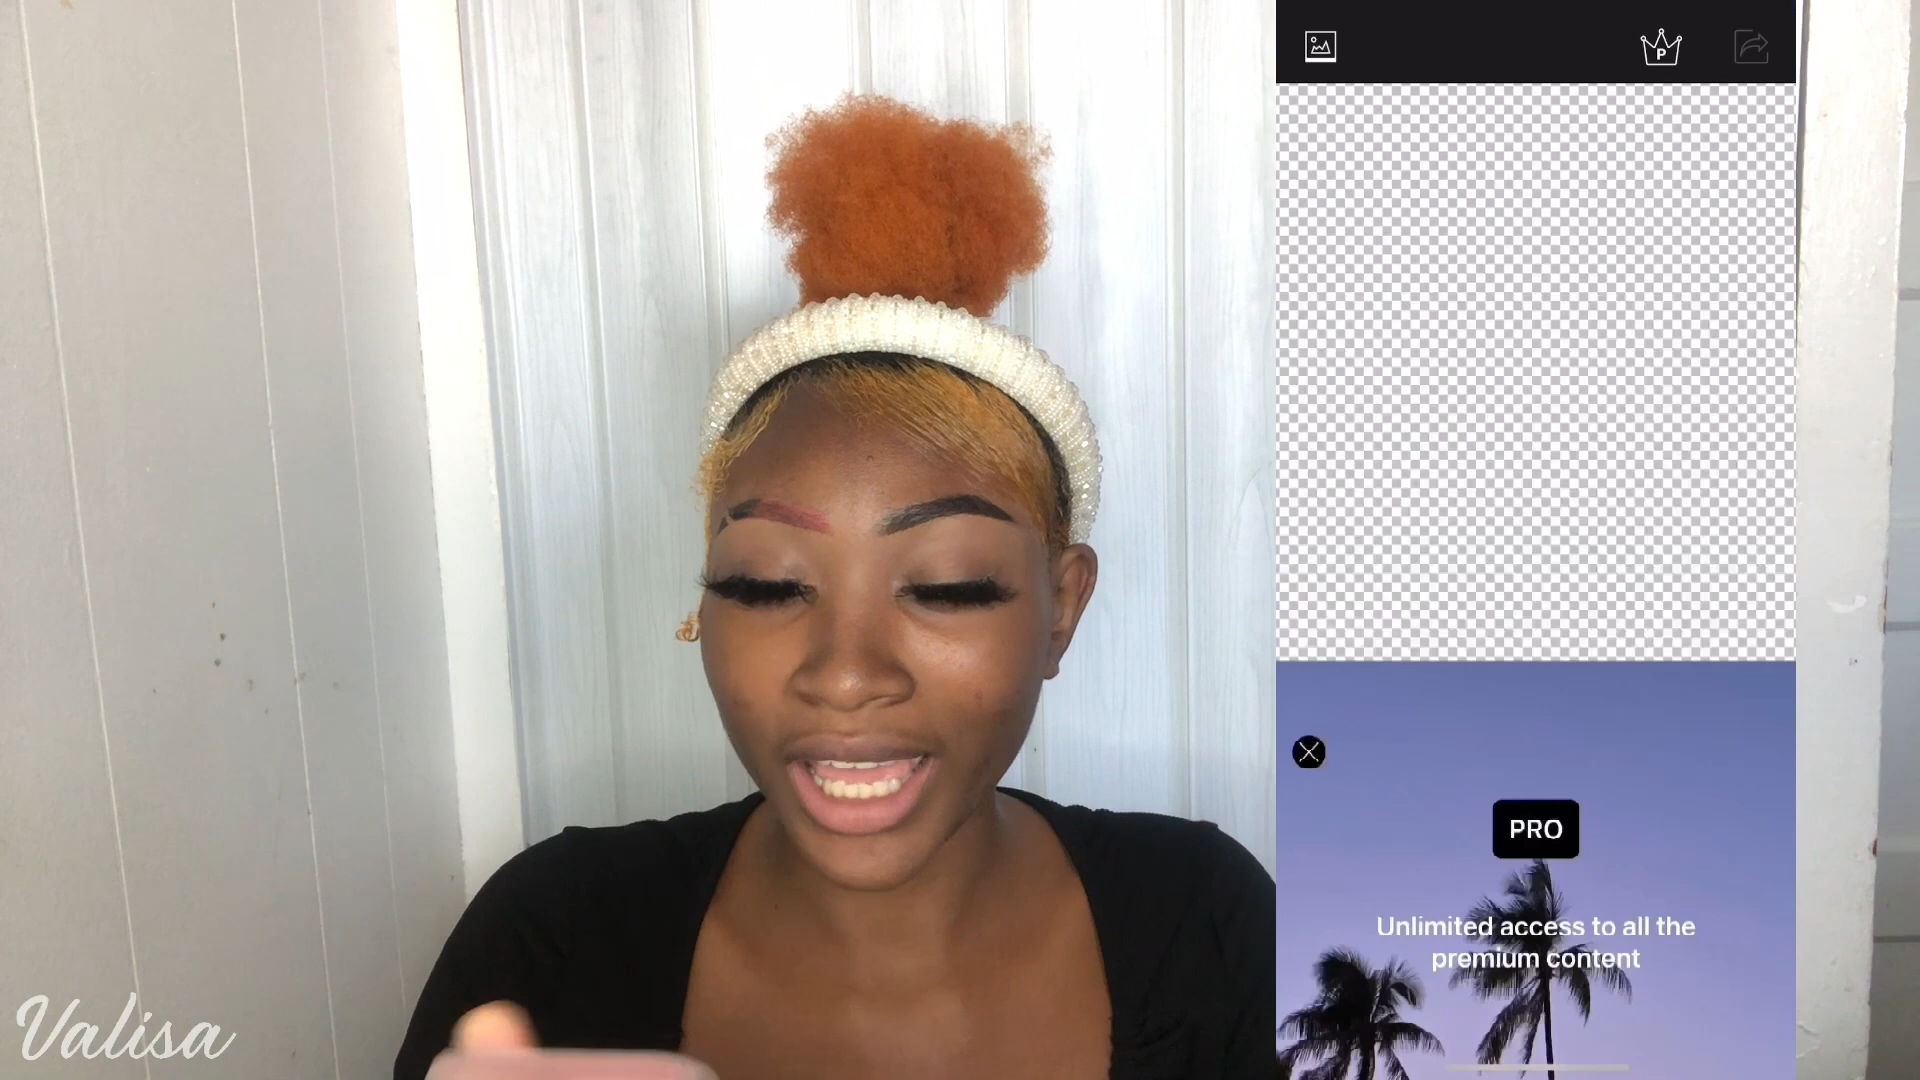 P
PRO
Unlimited access to all the
premium content
Valisa